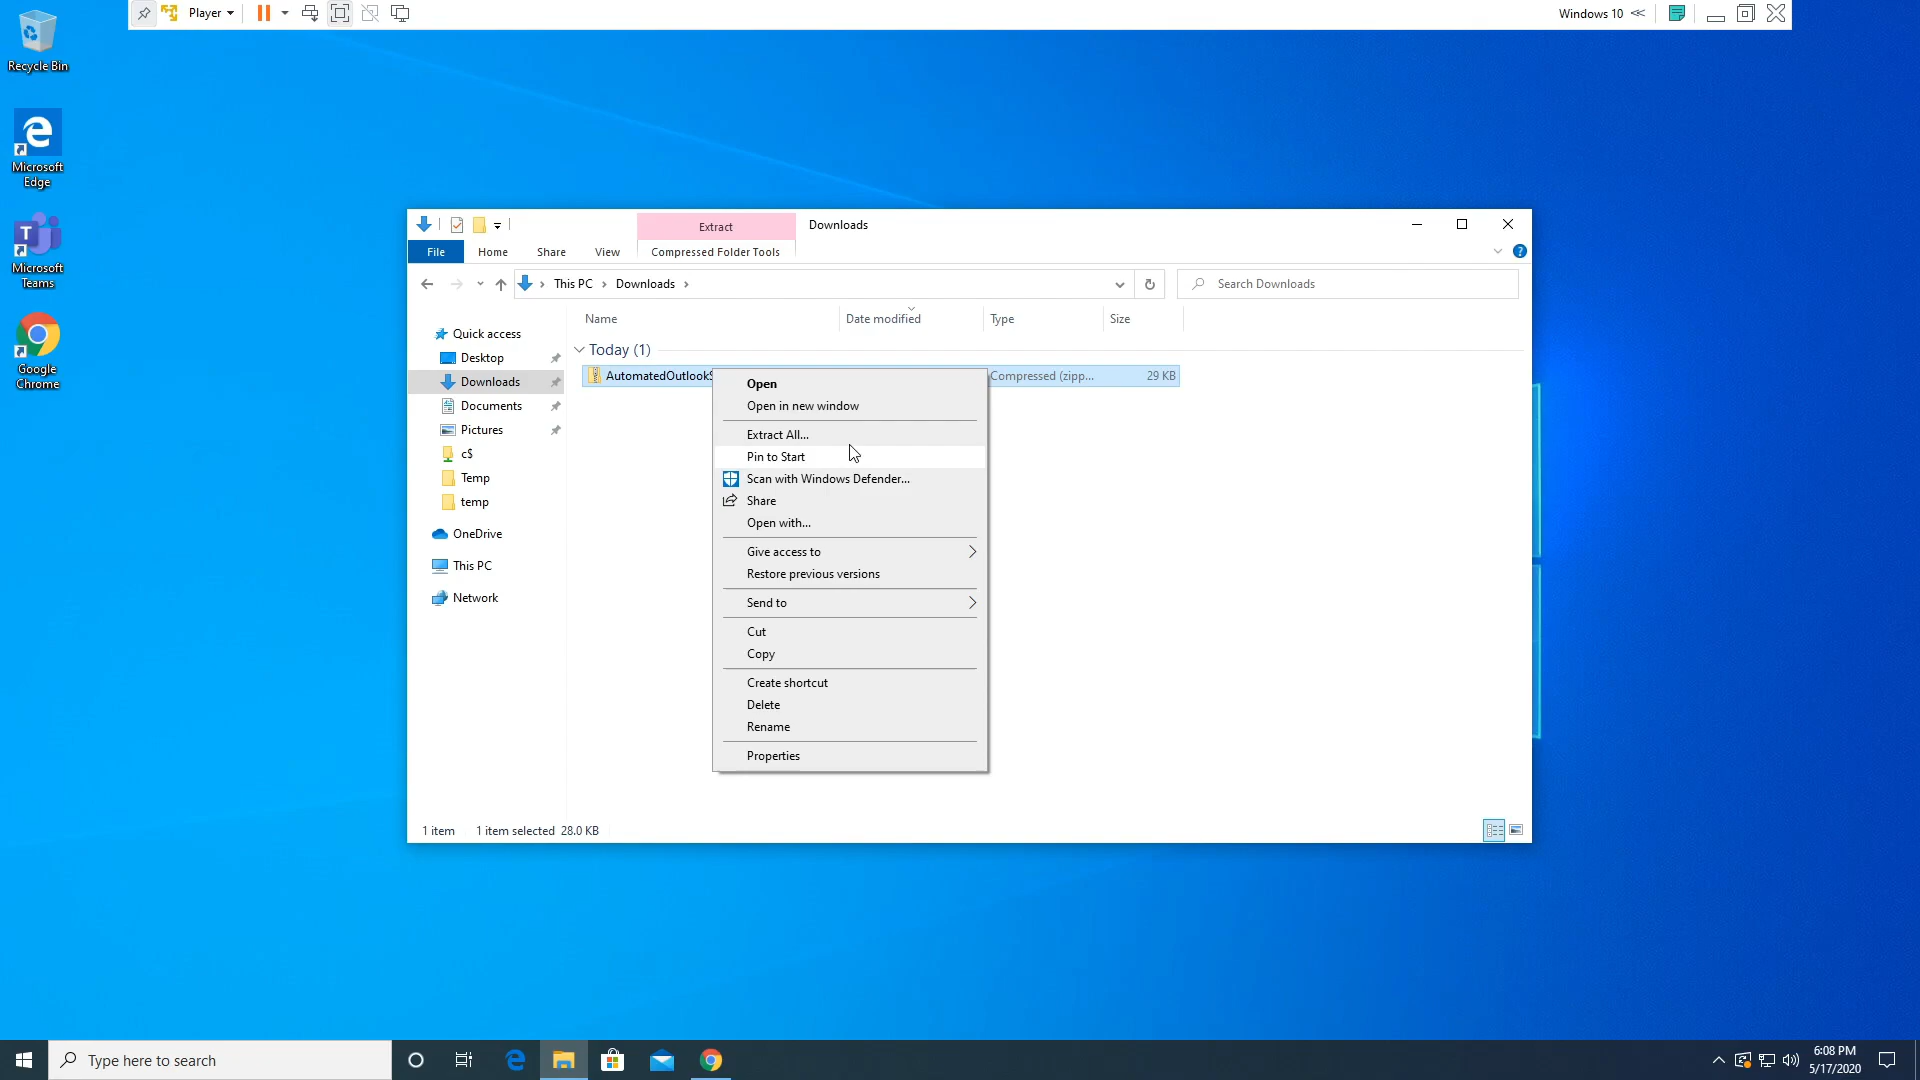 Player
Windows 10
Recycle Bin
Microsoft
Edge
Microsoft
Teams
Google
Chrome
Extract
Downloads
File
Home
Share
View
Compressed Folder Tools
This PC
Downloads
Search Downloads
Name
Date modified
Type
Size
Quick access
Desktop
Downloads
Documents
Pictures
c$
Temp
temp
OneDrive
This PC
Network
Today (1)
AutomatedOutlookS
Compressed (zipp...
29 KB
Open
Open in new window
Extract All...
Pin to Start
Scan with Windows Defender...
Share
Open with...
Give access to
Restore previous versions
Send to
Cut
Copy
Create shortcut
Delete
Rename
Properties
1 item
1 item selected 28.0 KB
Type here to search
6:08 PM
5/17/2020